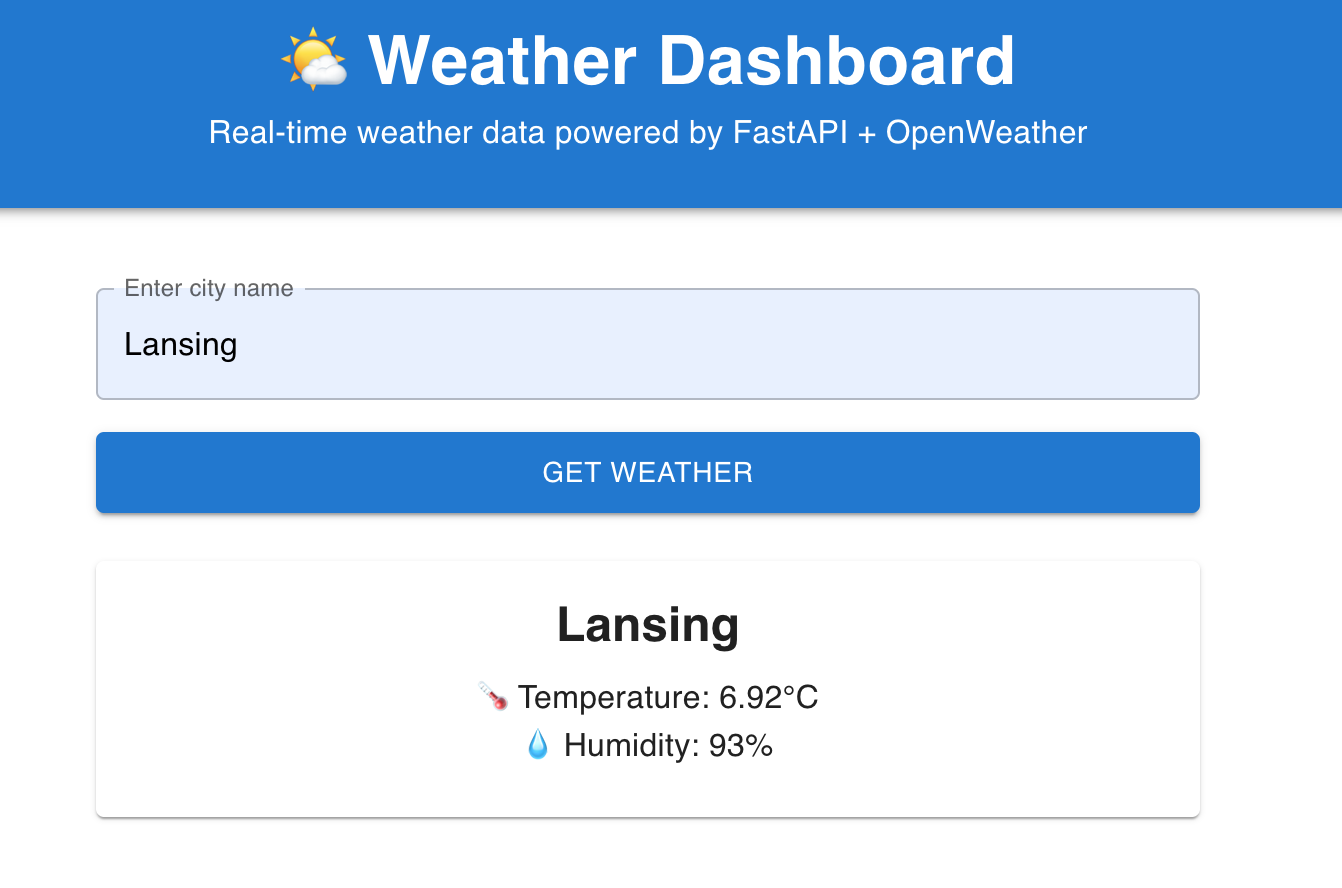 🌤️ Weather Dashboard
Real-time weather data powered by FastAPI + OpenWeather
Enter city name
Lansing
GET WEATHER
Lansing
🌡️ Temperature: 6.92°C
💧 Humidity: 93%